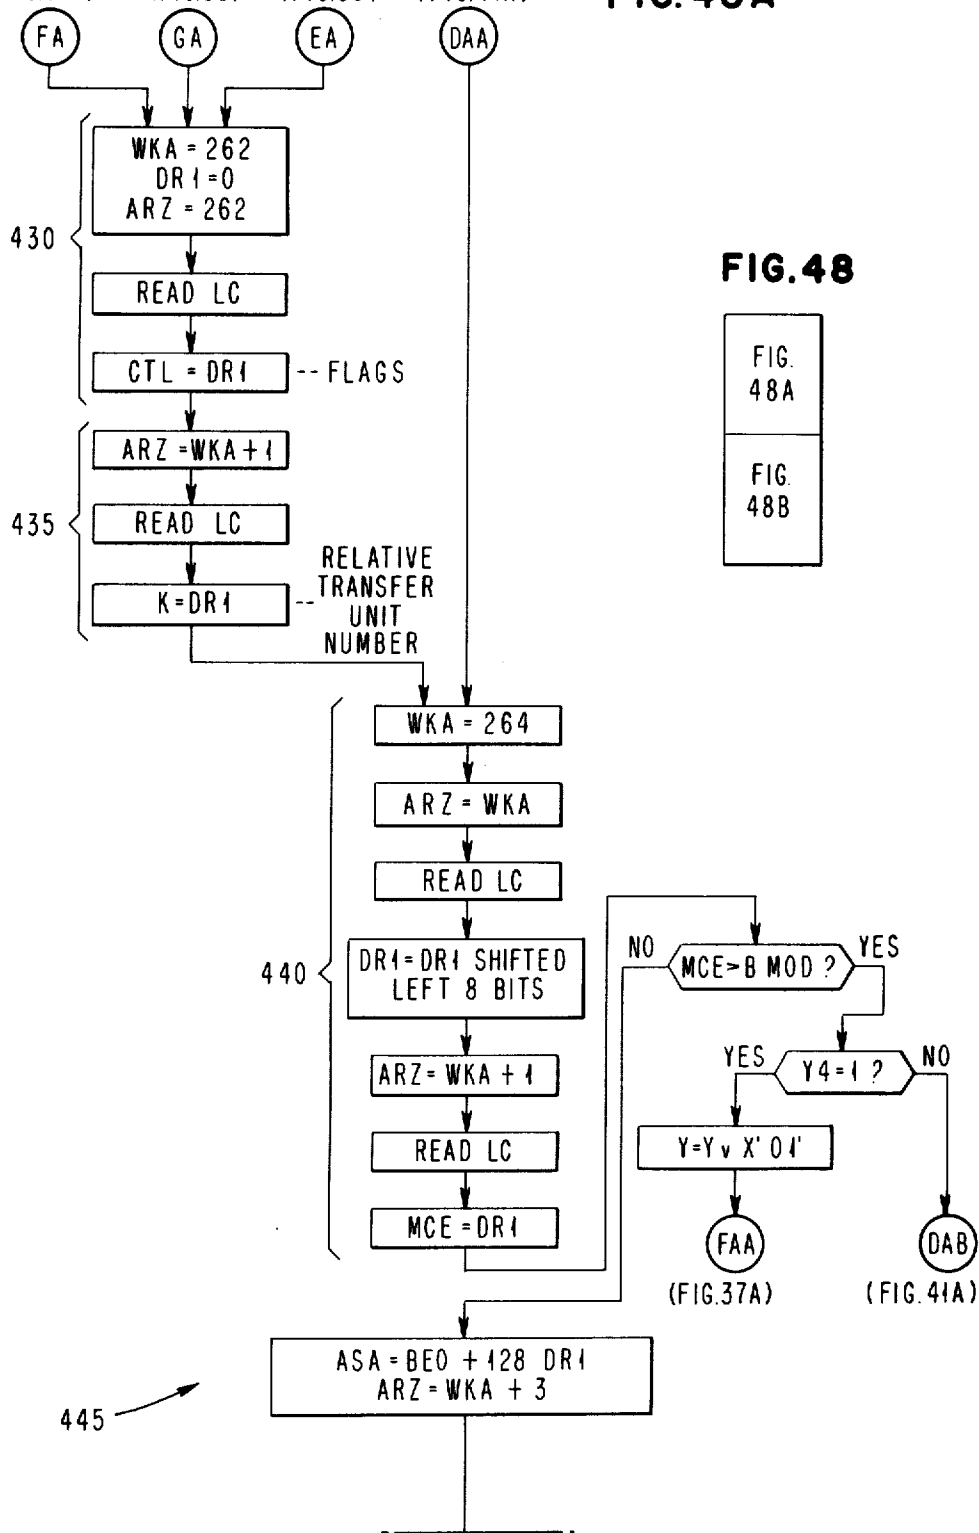 FIG. 48A
FA
GA
EA
DAA
WKA = 262
DR1=0
ARZ = 262
430
READ LC
CTL = DR1
-- FLAGS
ARZ = WKA + 1
435
READ LC
K=DR1
-- RELATIVE
TRANSFER
UNIT
NUMBER
FIG. 48
FIG.
48A
FIG.
48B
WKA = 264
ARZ = WKA
READ LC
440
DR1 = DR1 SHIFTED
LEFT 8 BITS
ARZ = WKA + 1
READ LC
MCE = DR1
NO
MCE>B MOD ?
YES
YES
Y4=1 ?
NO
Y=Y v X'01'
FAA
DAB
(FIG.37A)
(FIG.41A)
ASA = BEO + 128 DR1
ARZ = WKA + 3
445